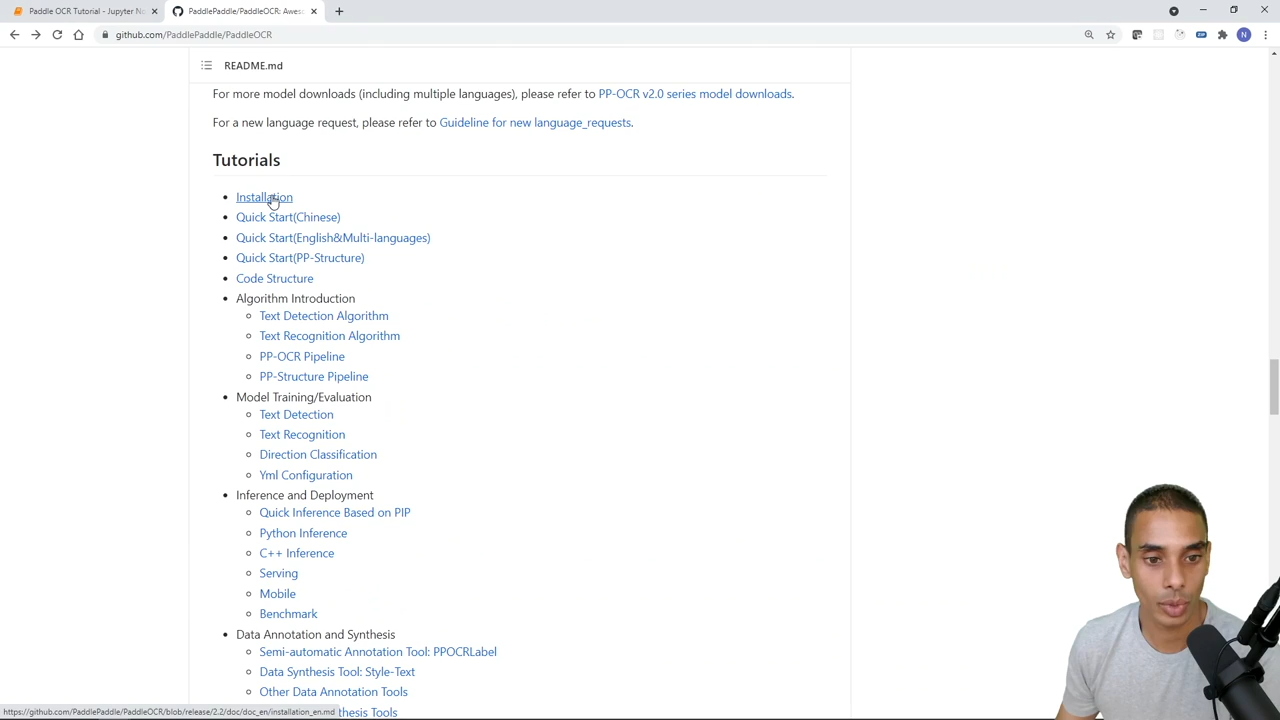 Paddle OCR Tutorial - Jupyter No
PaddlePaddle/PaddleOCR: Aweso
github.com/PaddlePaddle/PaddleOCR
N
README.md
For more model downloads (including multiple languages), please refer to PP-OCR v2.0 series model downloads.
For a new language request, please refer to Guideline for new language_requests.
Tutorials
Installation
Quick Start(Chinese)
Quick Start(English&Multi-languages)
Quick Start(PP-Structure)
Code Structure
Algorithm Introduction
Text Detection Algorithm
Text Recognition Algorithm
PP-OCR Pipeline
PP-Structure Pipeline
Model Training/Evaluation
Text Detection
Text Recognition
Direction Classification
Yml Configuration
Inference and Deployment
Quick Inference Based on PIP
Python Inference
C++ Inference
Serving
Mobile
Benchmark
Data Annotation and Synthesis
Semi-automatic Annotation Tool: PPOCRLabel
Data Synthesis Tool: Style-Text
Other Data Annotation Tools
thesis Tools
https://github.com/PaddlePaddle/PaddleOCR/blob/release/2.2/doc/doc_en/installation_en.md